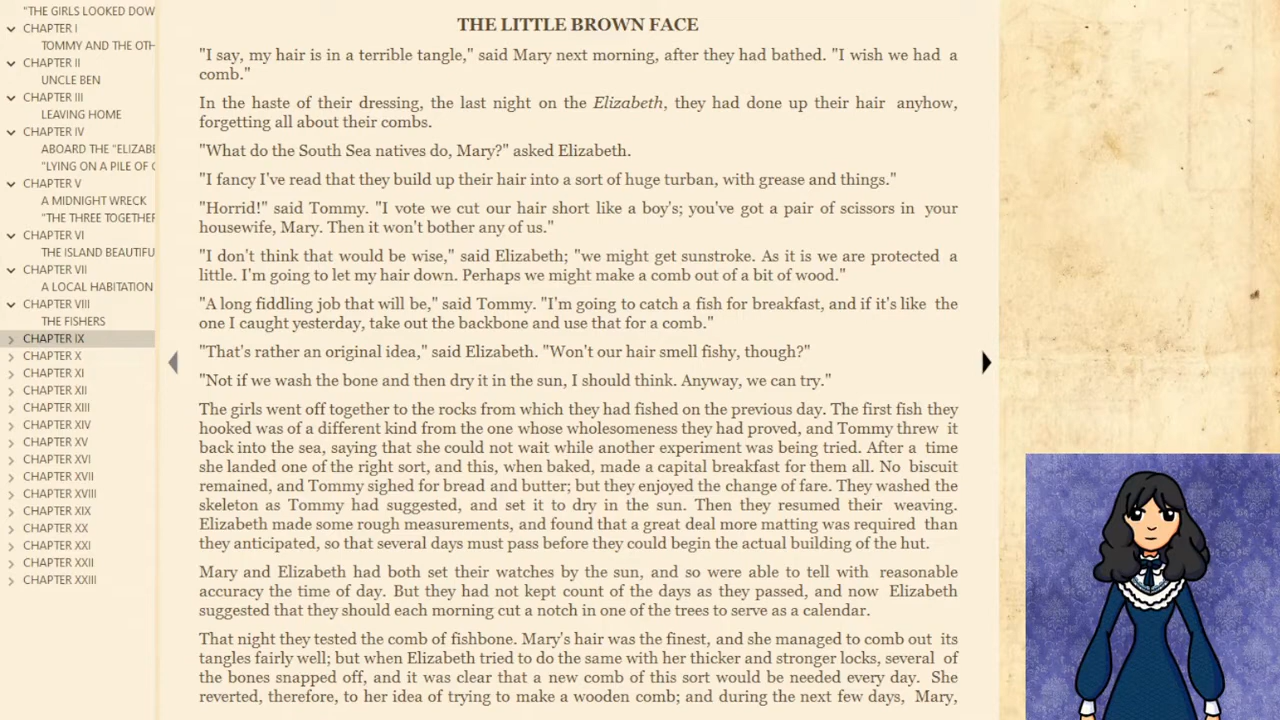 "THE GIRLS LOOKED DOW
CHAPTER I
TOMMY AND THE OTH
CHAPTER II
UNCLE BEN
CHAPTER III
LEAVING HOME
CHAPTER IV
ABOARD THE "ELIZABE
"LYING ON A PILE OF C
CHAPTER V
A MIDNIGHT WRECK
"THE THREE TOGETHER
CHAPTER VI
THE ISLAND BEAUTIFU
CHAPTER VII
A LOCAL HABITATION
CHAPTER VIII
THE FISHERS
CHAPTER IX
CHAPTER X
CHAPTER XI
CHAPTER XII
CHAPTER XIII
CHAPTER XIV
CHAPTER XV
CHAPTER XVI
CHAPTER XVII
CHAPTER XVIII
CHAPTER XIX
CHAPTER XX
CHAPTER XXI
CHAPTER XXII
CHAPTER XXIII
THE LITTLE BROWN FACE
"I say, my hair is in a terrible tangle," said Mary next morning, after they had bathed. "I wish we had a
comb."
In the haste of their dressing, the last night on the Elizabeth, they had done up their hair anyhow,
forgetting all about their combs.
"What do the South Sea natives do, Mary?" asked Elizabeth.
"I fancy I've read that they build up their hair into a sort of huge turban, with grease and things."
"Horrid!" said Tommy. "I vote we cut our hair short like a boy's; you've got a pair of scissors in your
housewife, Mary. Then it won't bother any of us."
"I don't think that would be wise," said Elizabeth; "we might get sunstroke. As it is we are protected a
little. I'm going to let my hair down. Perhaps we might make a comb out of a bit of wood."
"A long fiddling job that will be," said Tommy. "I'm going to catch a fish for breakfast, and if it's like the
one I caught yesterday, take out the backbone and use that for a comb."
"That's rather an original idea," said Elizabeth. "Won't our hair smell fishy, though?"
"Not if we wash the bone and then dry it in the sun, I should think. Anyway, we can try."
The girls went off together to the rocks from which they had fished on the previous day. The first fish they
hooked was of a different kind from the one whose wholesomeness they had proved, and Tommy threw it
back into the sea, saying that she could not wait while another experiment was being tried. After a time
she landed one of the right sort, and this, when baked, made a capital breakfast for them all. No biscuit
remained, and Tommy sighed for bread and butter; but they enjoyed the change of fare. They washed the
skeleton as Tommy had suggested, and set it to dry in the sun. Then they resumed their weaving.
Elizabeth made some rough measurements, and found that a great deal more matting was required than
they anticipated, so that several days must pass before they could begin the actual building of the hut.
Mary and Elizabeth had both set their watches by the sun, and so were able to tell with reasonable
accuracy the time of day. But they had not kept count of the days as they passed, and now Elizabeth
suggested that they should each morning cut a notch in one of the trees to serve as a calendar.
That night they tested the comb of fishbone. Mary's hair was the finest, and she managed to comb out its
tangles fairly well; but when Elizabeth tried to do the same with her thicker and stronger locks, several of
the bones snapped off, and it was clear that a new comb of this sort would be needed every day. She
reverted, therefore, to her idea of trying to make a wooden comb; and during the next few days, Mary,